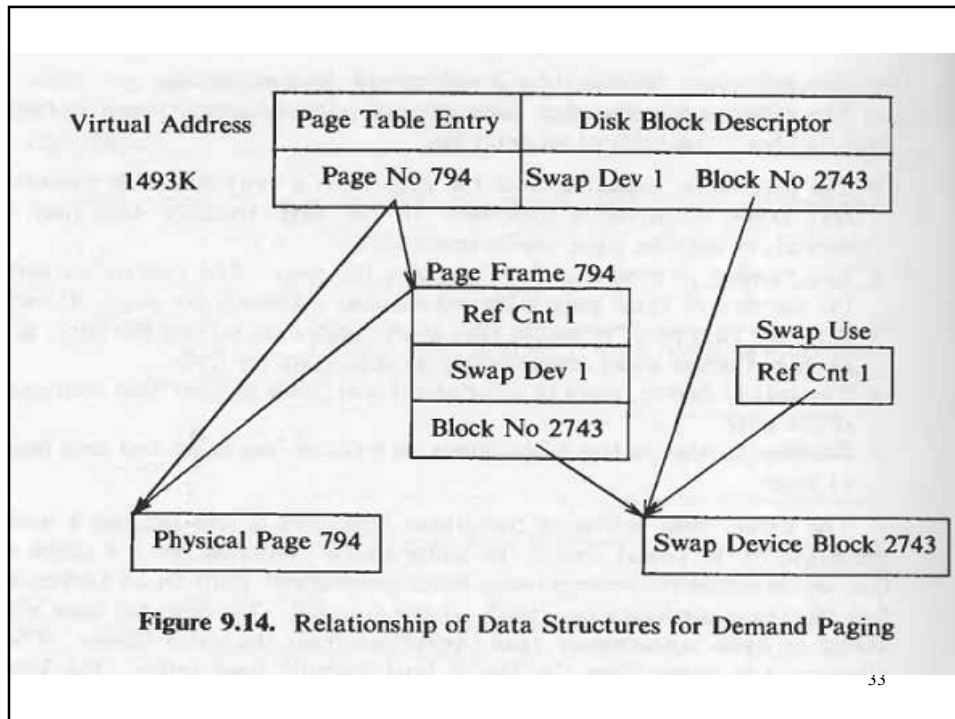 Virtual Address Page Table Entry Disk Block Descriptor
1493K Page No 794 Swap Dev 1 Block No 2743
Page Frame 794
Ref Cnt 1
Swap Use
Swap Dev 1 Ref Cnt 1
Block No 2743
Physical Page 794 Swap Device Block 2743
Figure 9.14. Relationship of Data Structures for Demand Paging
33